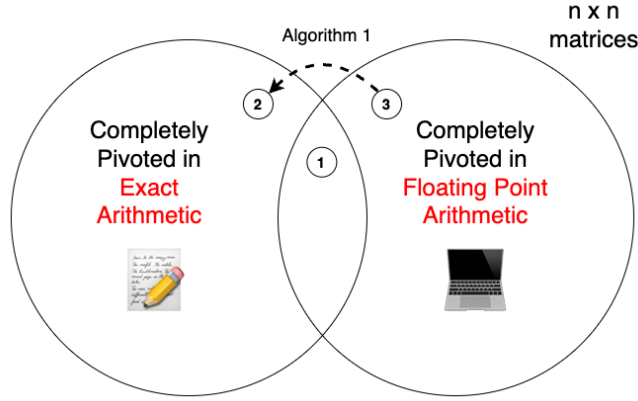 n x n
matrices
Algorithm 1
2
3
1
Completely
Pivoted in
Exact
Arithmetic
Completely
Pivoted in
Floating Point
Arithmetic